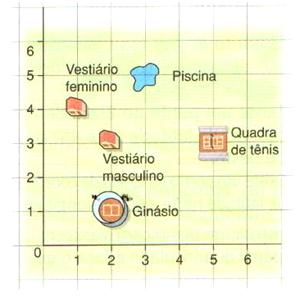 6
5
4
3
2
1
0
1
2
3
4
5
6
Vestiário
feminino
Piscina
Vestiário
masculino
Quadra
de tênis
Ginásio